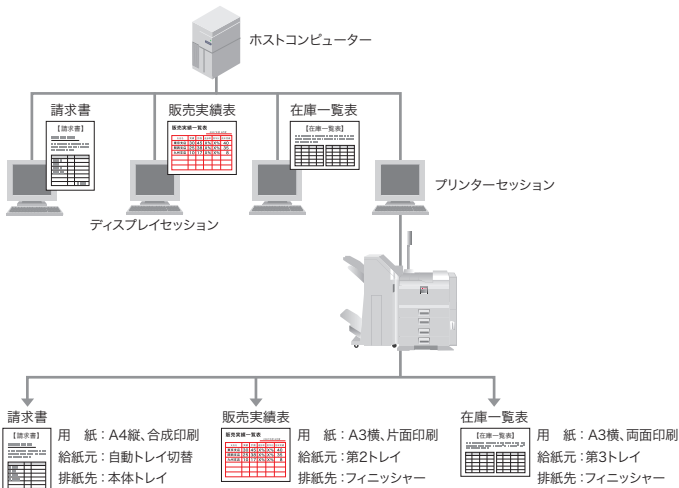 ホストコンピューター
請求書
販売実績表
在庫一覧表
【請求書】
販売実績一覧表
【在庫一覧表】
プリンターセッション
ディスプレイセッション
請求書
販売実績表
在庫一覧表
【請求書】
用　紙：A4縦、合成印刷
給紙元：自動トレイ切替
排紙先：本体トレイ
販売実績一覧表
用　紙：A3横、片面印刷
給紙元：第2トレイ
排紙先：フィニッシャー
【在庫一覧表】
用　紙：A3横、両面印刷
給紙元：第3トレイ
排紙先：フィニッシャー